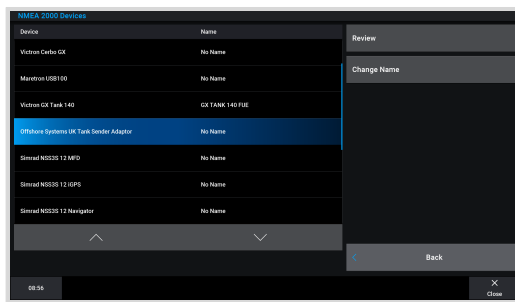 NMEA 2000 Devices
Device Name
Victron Cerbo GX No Name
Maretron USB100 No Name
Victron GX Tank 140 GX TANK 140 FUE
Offshore Systems UK Tank Sender Adaptor No Name
Simrad NSS3S 12 MFD No Name
Simrad NSS3S 12 iGPS No Name
Simrad NSS3S 12 Navigator No Name
Review
Change Name
Back
08:56
Close